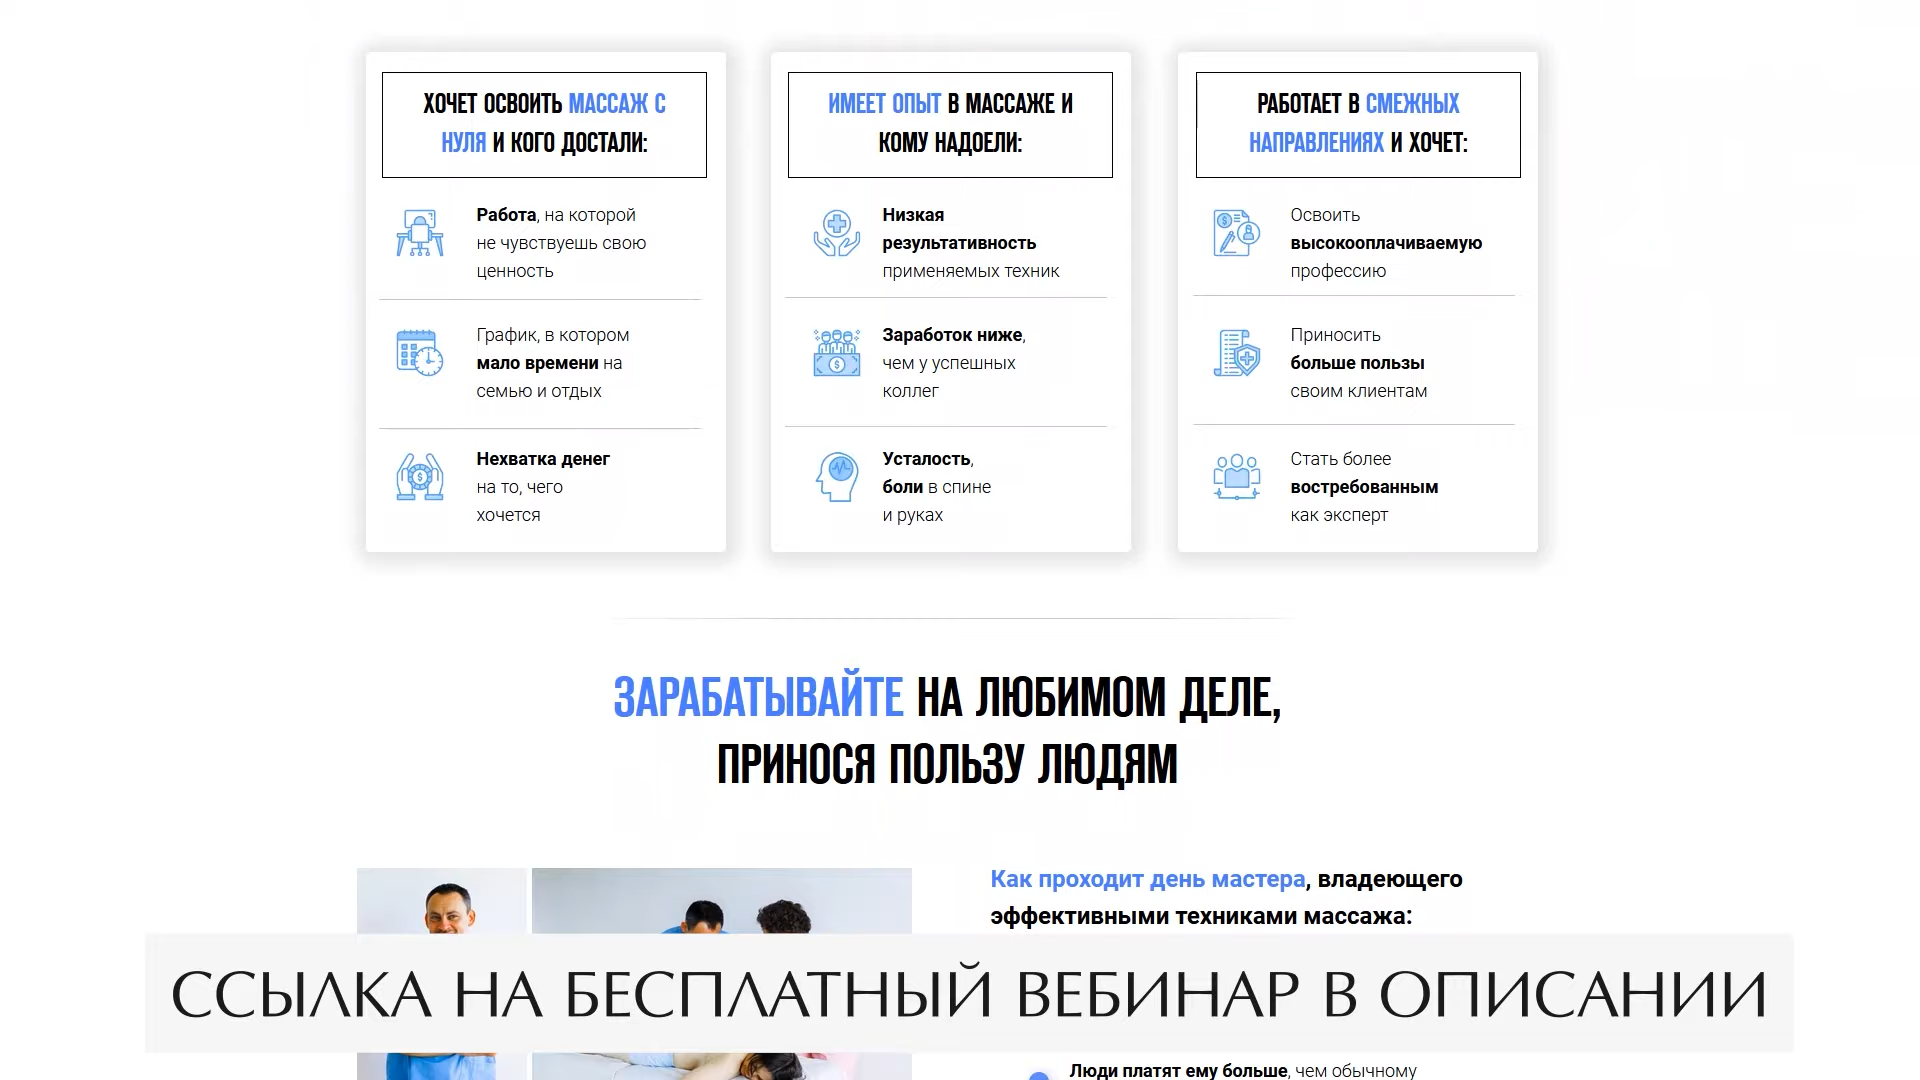 ХОЧЕТ ОСВОИТЬ МАССАЖ С
НУЛЯ И КОГО ДОСТАЛИ:
Работа, на которой
не чувствуешь свою
ценность
График, в котором
мало времени на
семью и отдых
Нехватка денег
на то, чего
хочется
ИМЕЕТ ОПЫТ В МАССАЖЕ И
КОМУ НАДОЕЛИ:
Низкая
результативность
применяемых техник
Заработок ниже,
чем у успешных
коллег
Усталость,
боли в спине
и руках
РАБОТАЕТ В СМЕЖНЫХ
НАПРАВЛЕНИЯХ И ХОЧЕТ:
Освоить
высокооплачиваемую
профессию
Приносить
больше пользы
своим клиентам
Стать более
востребованным
как эксперт
ЗАРАБАТЫВАЙТЕ НА ЛЮБИМОМ ДЕЛЕ,
ПРИНОСЯ ПОЛЬЗУ ЛЮДЯМ
Как проходит день мастера, владеющего
эффективными техниками массажа:
ССЫЛКА НА БЕСПЛАТНЫЙ ВЕБИНАР В ОПИСАНИИ
Люди платят ему больше, чем обычному